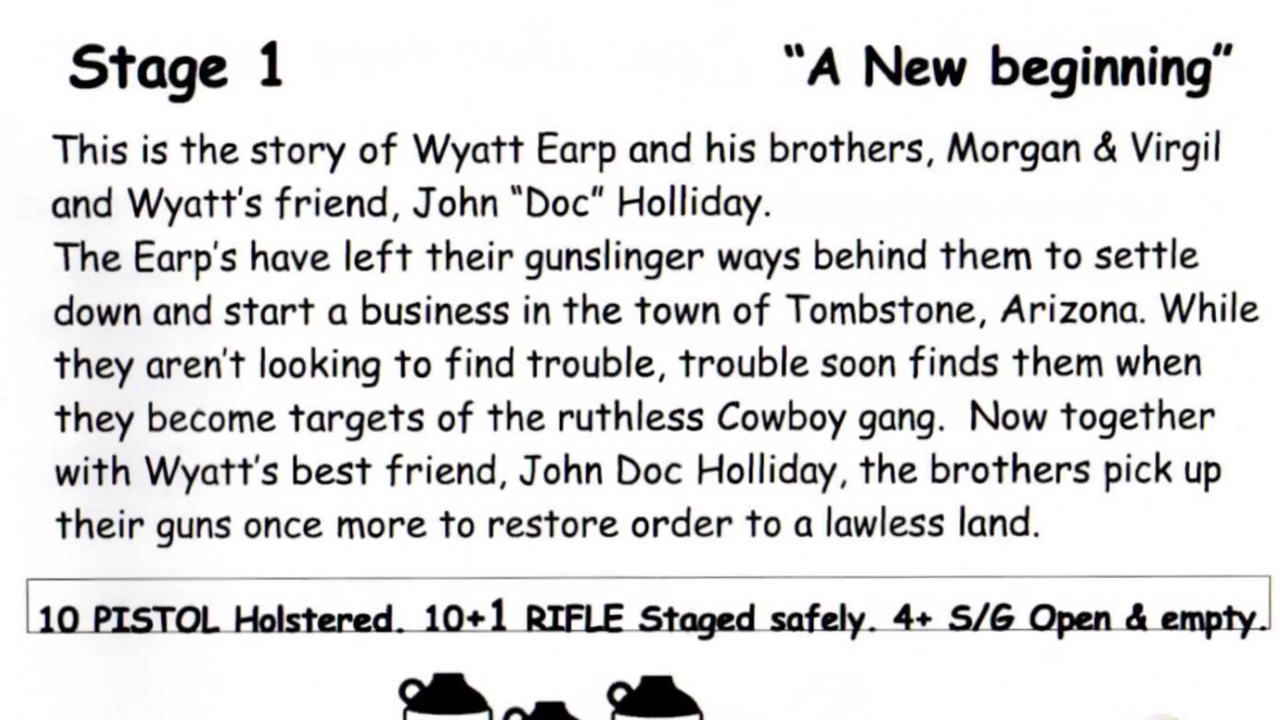 Stage 1 “A New beginning”
This is the story of Wyatt Earp and his brothers, Morgan & Virgil
and Wyatt's friend, John “Doc” Holliday.
The Earp's have left their gunslinger ways behind them to settle
down and start a business in the town of Tombstone, Arizona. While
they aren't looking to find trouble, trouble soon finds them when
they become targets of the ruthless Cowboy gang. Now together
with Wyatt's best friend, John Doc Holliday, the brothers pick up
their guns once more to restore order to a lawless land.
10 PISTOL Holstered. 10+1 RIFLE Staged safely. 4+ S/G Open & empty.